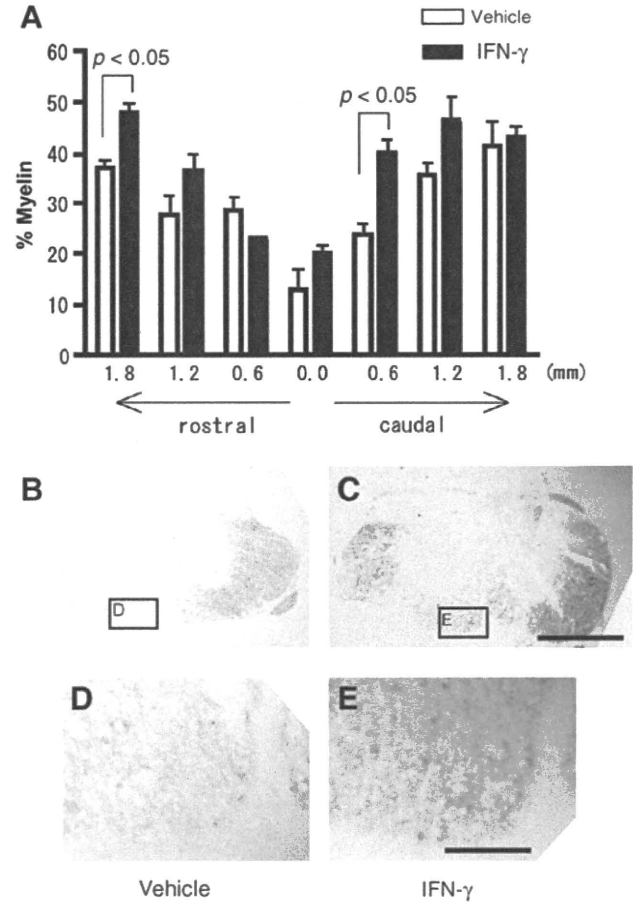 A
Vehicle
IFN-γ
p < 0.05
p < 0.05
% Myelin
60
50
40
30
20
10
0
1.8 1.2 0.6 0.0 0.6 1.2 1.8 (mm)
rostral caudal
B
C
D
E
D
E
Vehicle IFN-γ